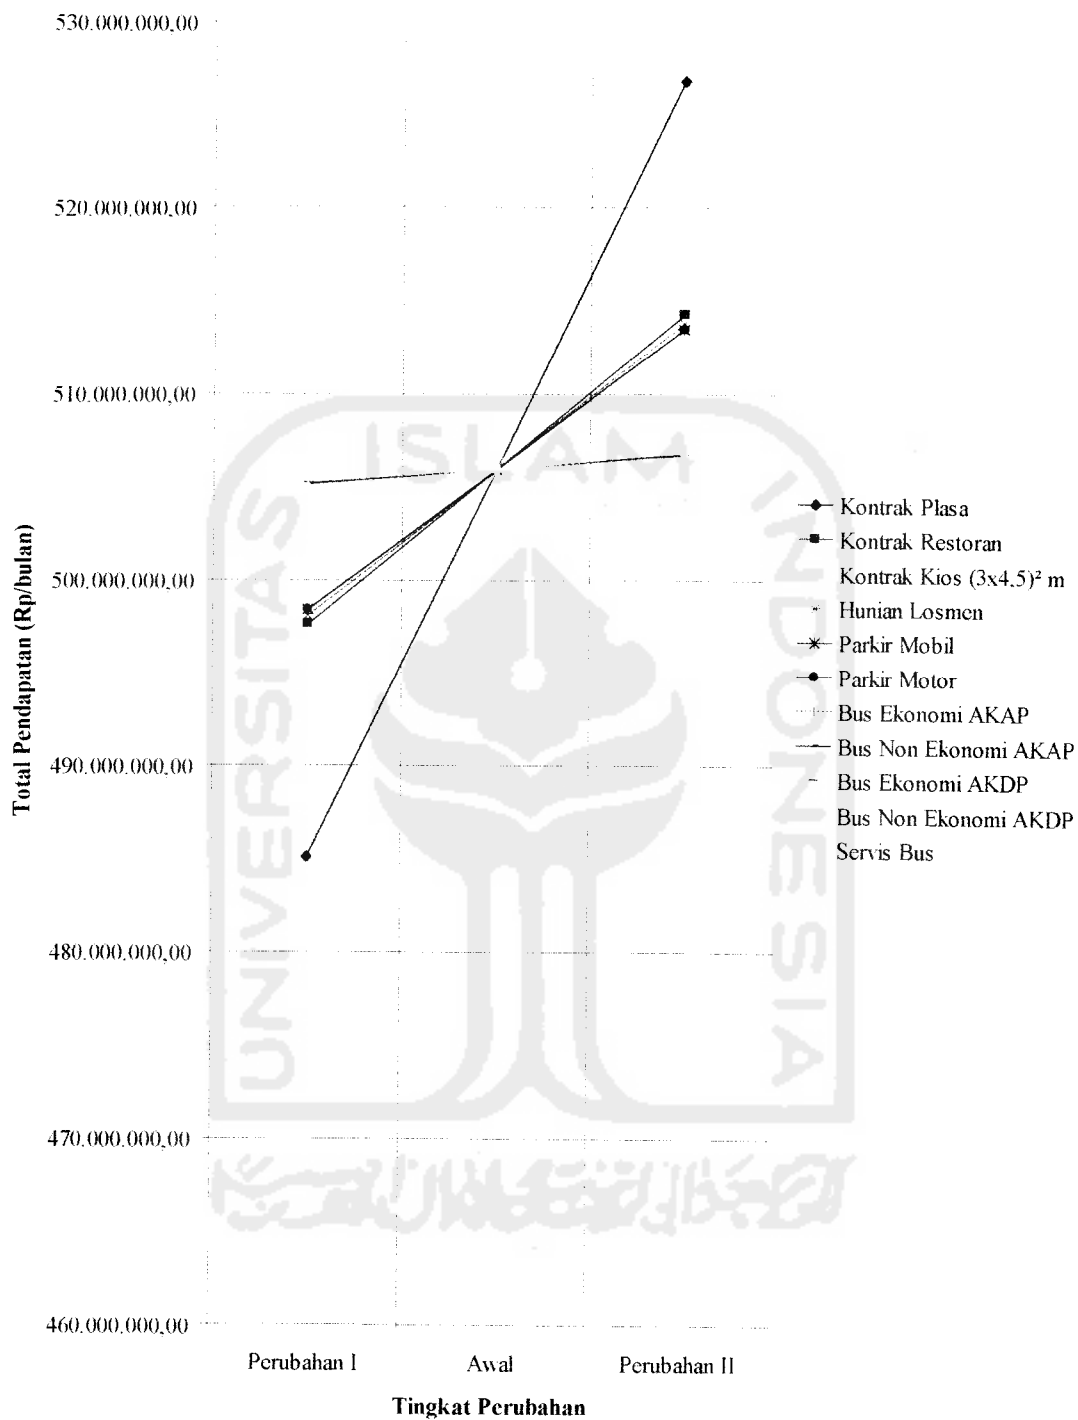 530.000.000,00
520.000.000,00
510.000.000,00
500.000.000,00
490.000.000,00
480.000.000,00
470.000.000,00
460.000.000,00
Total Pendapatan (Rp/bulan)
Perubahan I
Awal
Perubahan II
Tingkat Perubahan
Kontrak Plasa
Kontrak Restoran
Kontrak Kios (3x4.5)² m
Hunian Losmen
Parkir Mobil
Parkir Motor
Bus Ekonomi AKAP
Bus Non Ekonomi AKAP
Bus Ekonomi AKDP
Bus Non Ekonomi AKDP
Servis Bus
UNIVERSITAS
ISLAM
INDONESIA